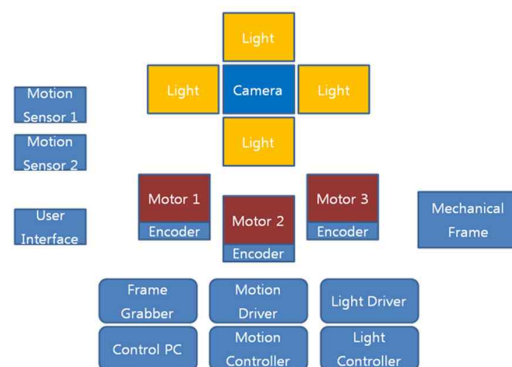 Light
Light
Camera
Light
Light
Motion
Sensor 1
Motion
Sensor 2
User
Interface
Motor 1
Encoder
Motor 2
Encoder
Motor 3
Encoder
Mechanical
Frame
Frame
Grabber
Motion
Driver
Light Driver
Control PC
Motion
Controller
Light
Controller